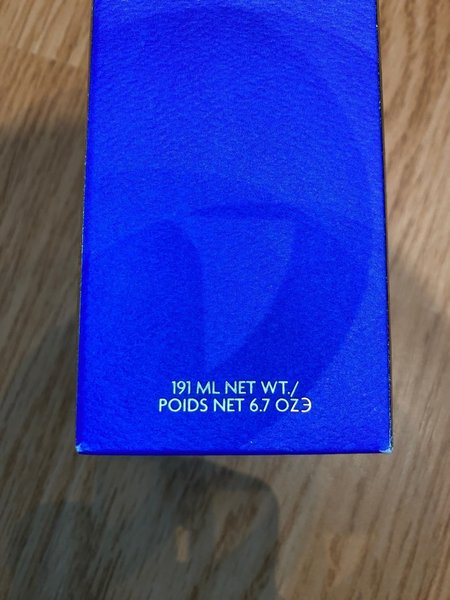 191 ML NET WT./
POIDS NET 6.7 OZ℮